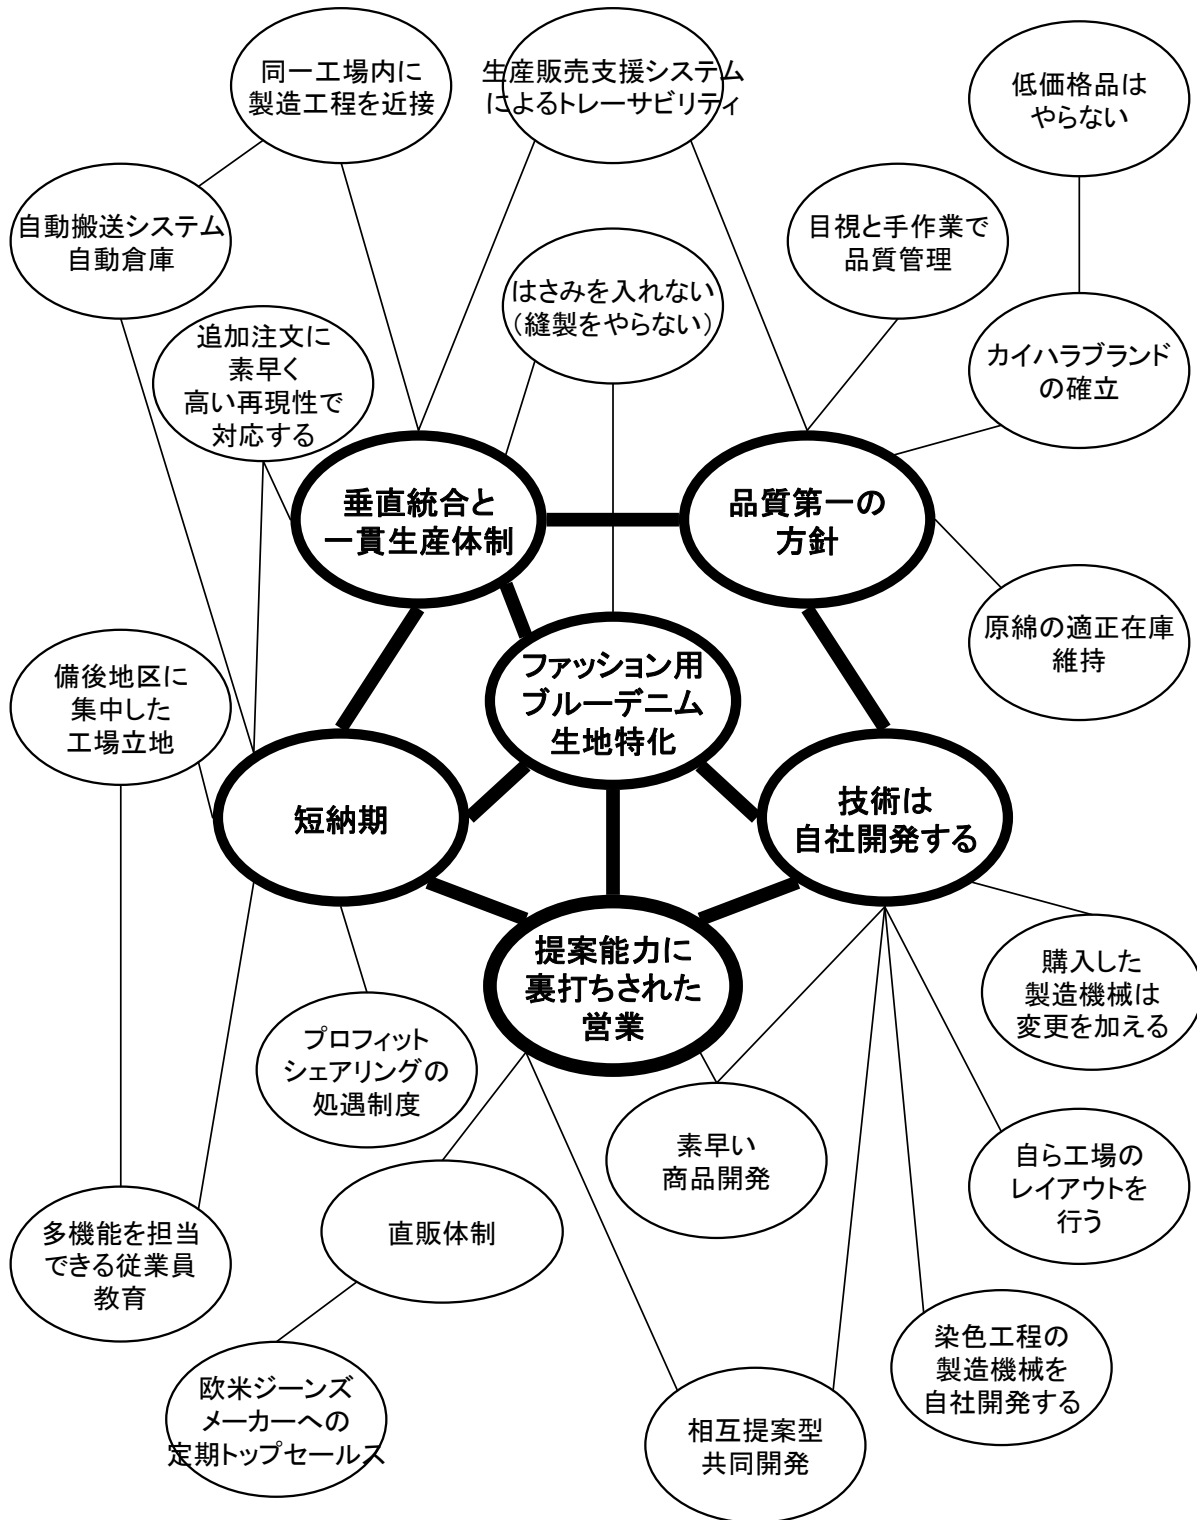 同一工場内に
製造工程を近接
生産販売支援システム
によるトレーサビリティ
低価格品は
やらない
自動搬送システム
自動倉庫
目視と手作業で
品質管理
はさみを入れない
（縫製をやらない）
追加注文に
素早く
高い再現性で
対応する
カイハラブランド
の確立
垂直統合と
一貫生産体制
品質第一の
方針
原綿の適正在庫
維持
備後地区に
集中した
工場立地
ファッション用
ブルーデニム
生地特化
短納期
技術は
自社開発する
提案能力に
裏打ちされた
営業
購入した
製造機械は
変更を加える
プロフィット
シェアリングの
処遇制度
素早い
商品開発
自ら工場の
レイアウトを
行う
多機能を担当
できる従業員
教育
直販体制
染色工程の
製造機械を
自社開発する
欧米ジーンズ
メーカーへの
定期トップセールス
相互提案型
共同開発